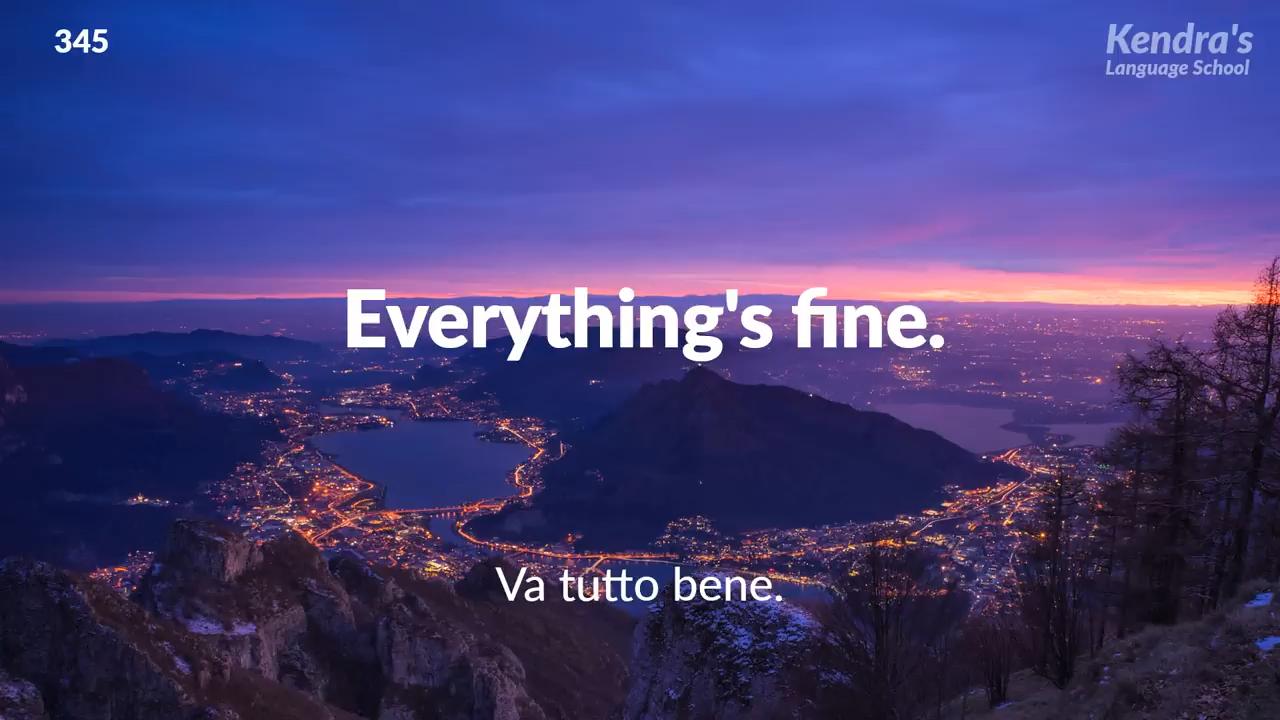 345
Kendra's
Language School
Everything's fine.
Va tutto bene.